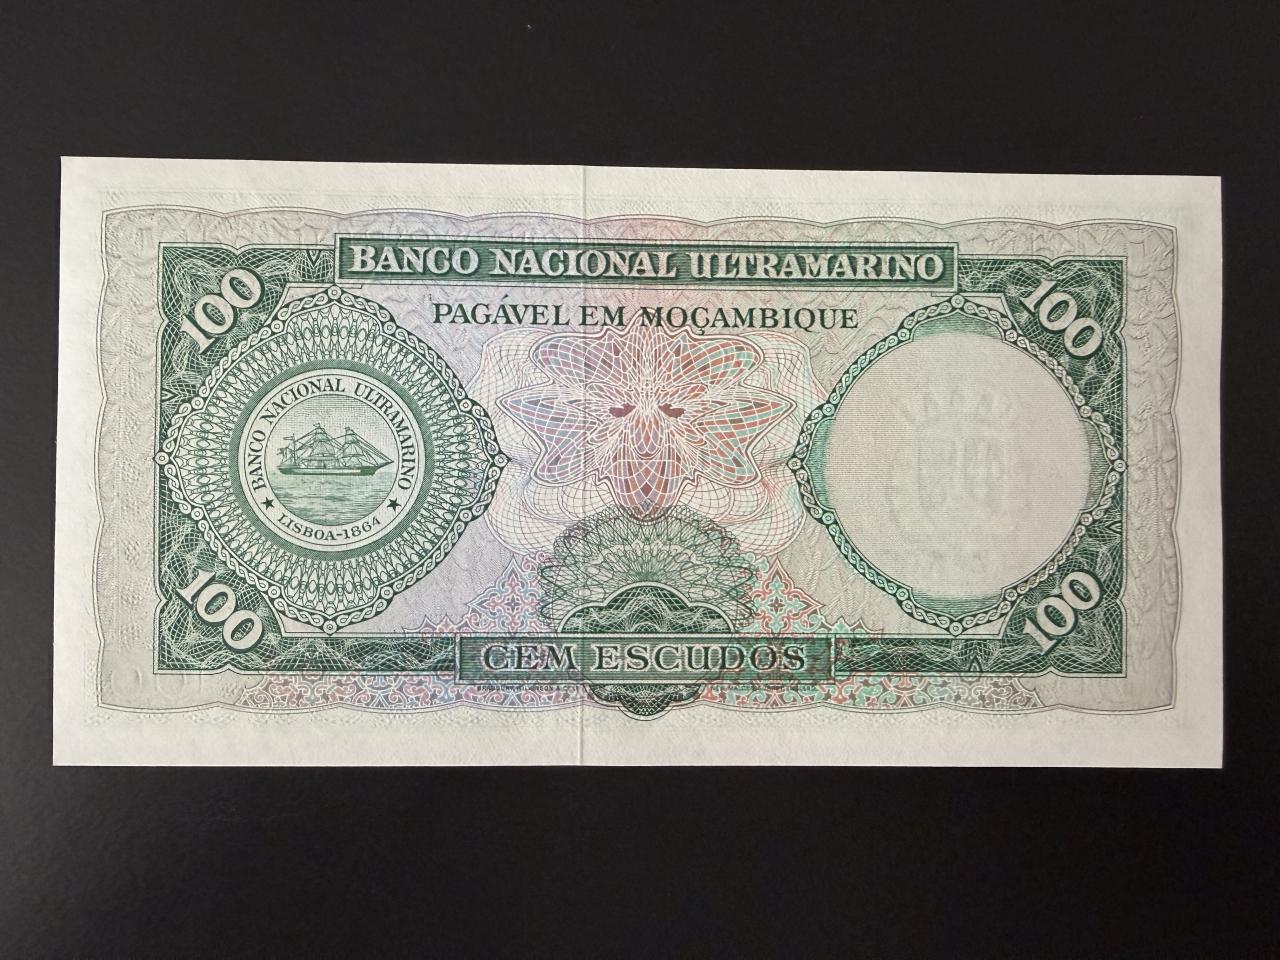 BANCO NACIONAL ULTRAMARINO
PAGÁVEL EM MOÇAMBIQUE
100
100
BANCO NACIONAL ULTRAMARINO
LISBOA-1864
100
100
CEM ESCUDOS